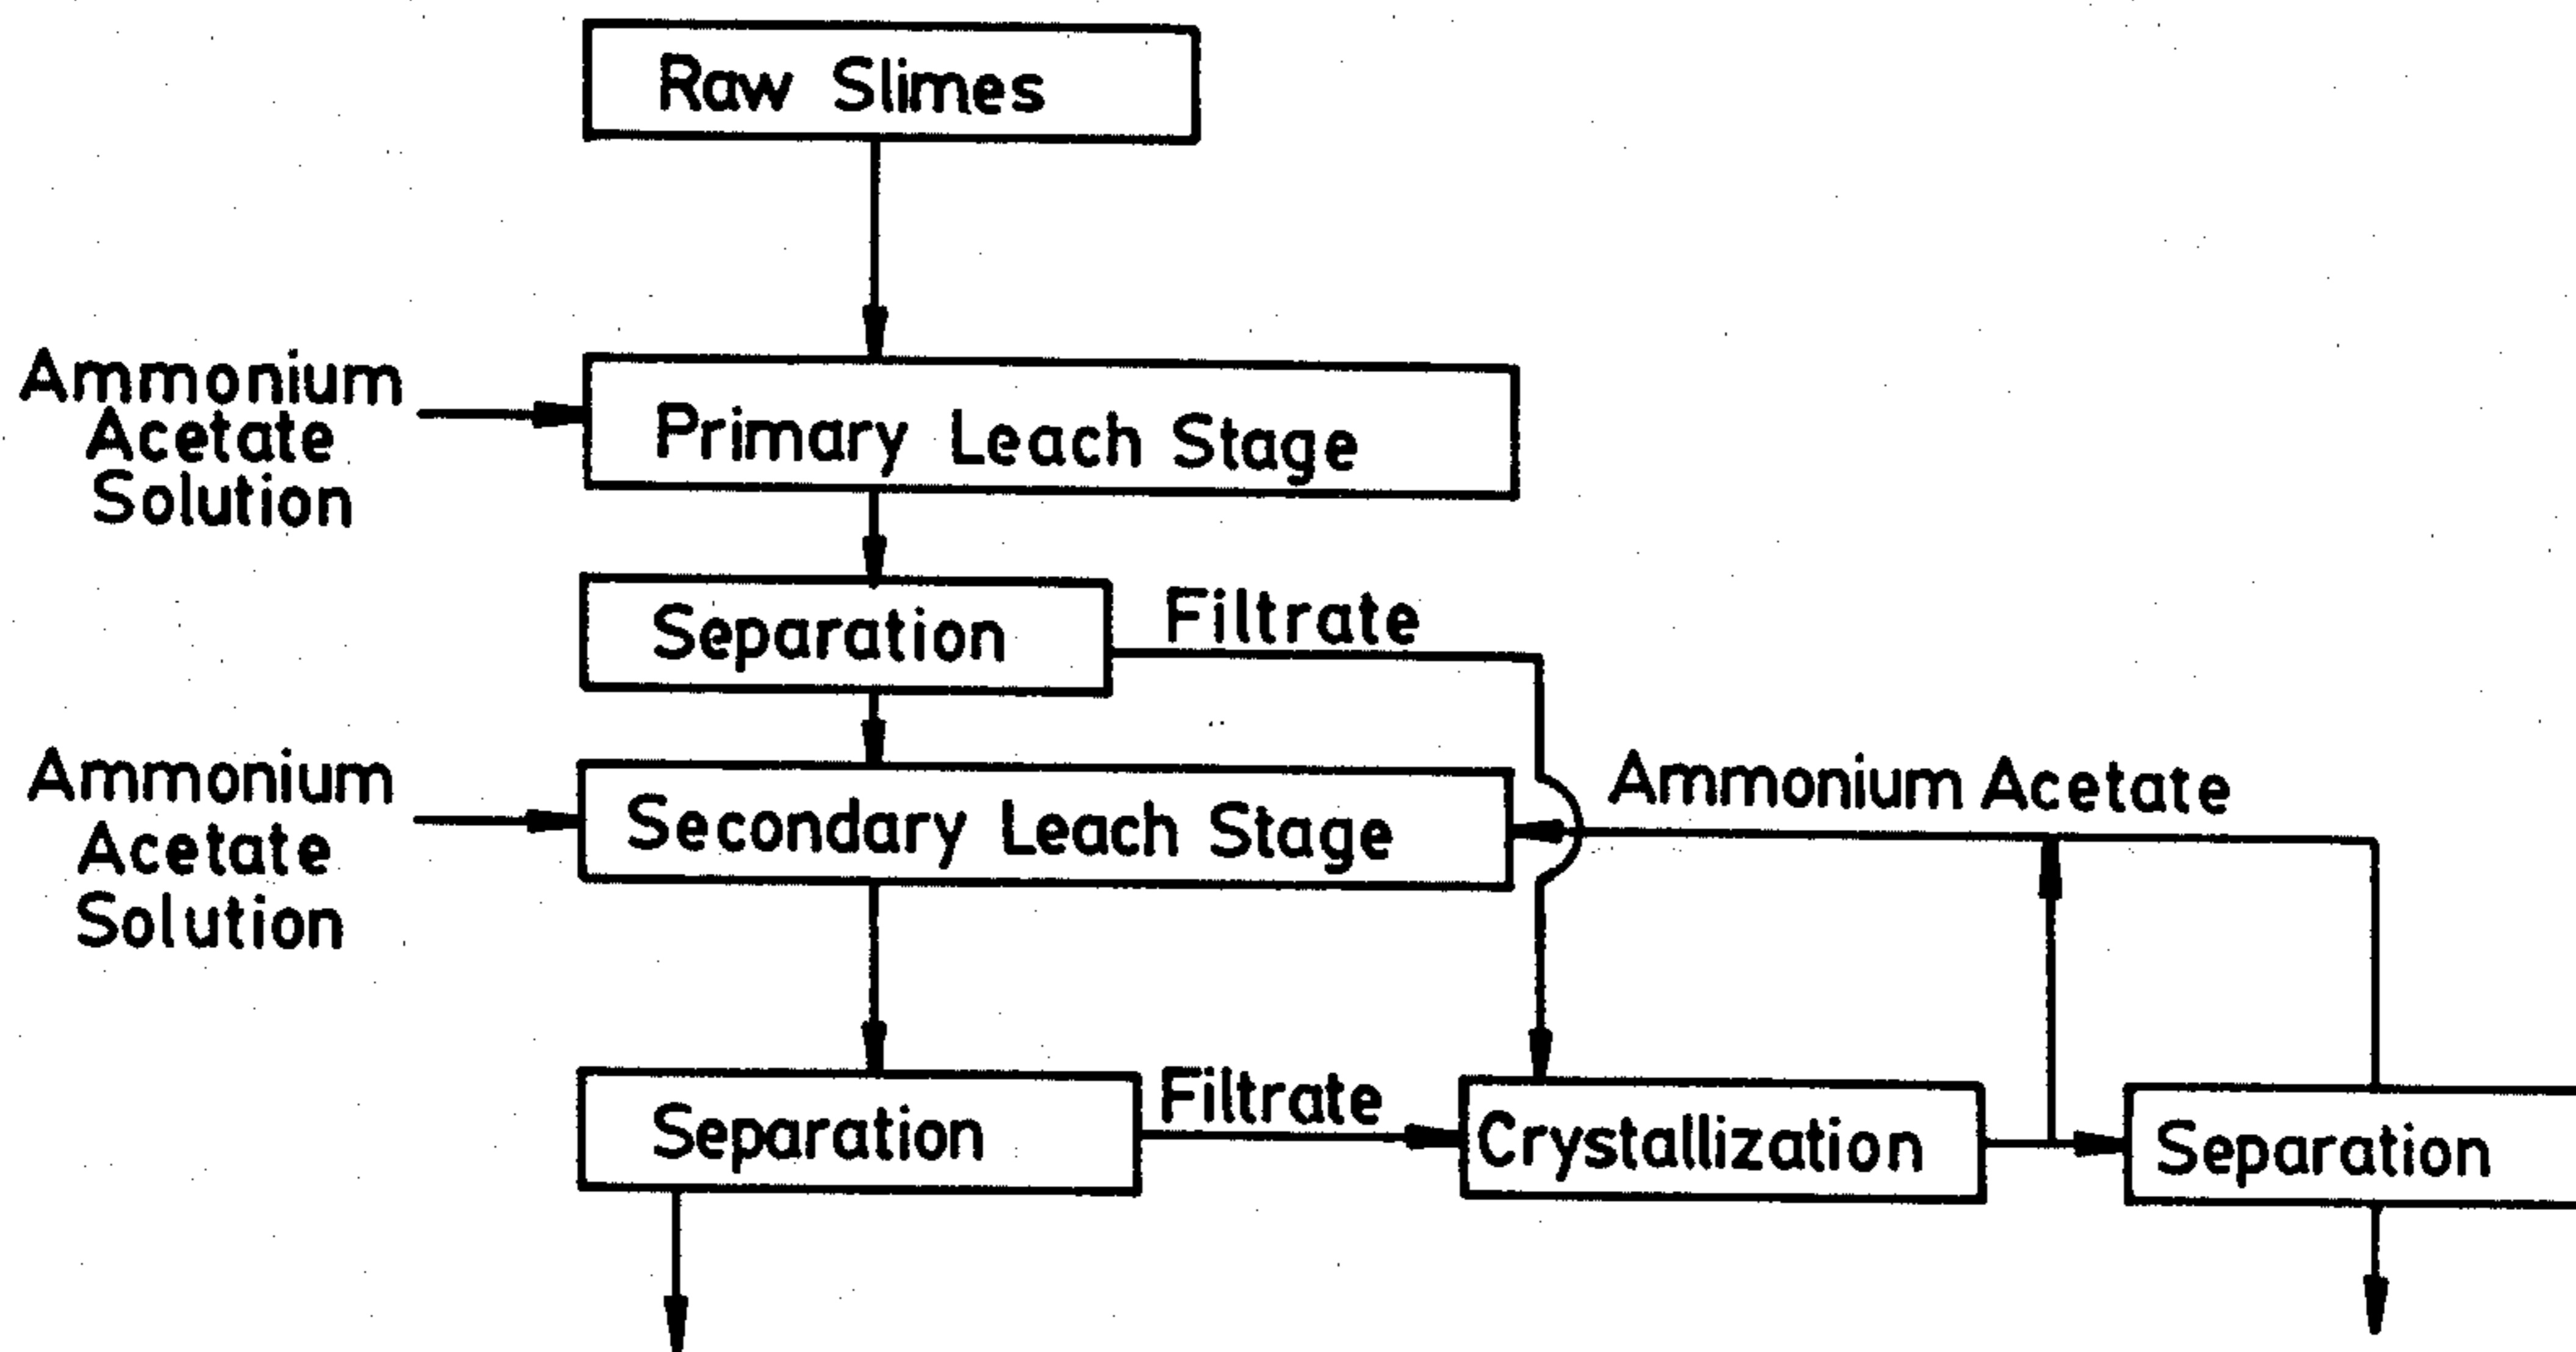 Raw Slimes
Ammonium
Acetate
Solution
Primary Leach Stage
Separation
Filtrate
Ammonium
Acetate
Solution
Secondary Leach Stage
Ammonium Acetate
Separation
Filtrate
Crystallization
Separation